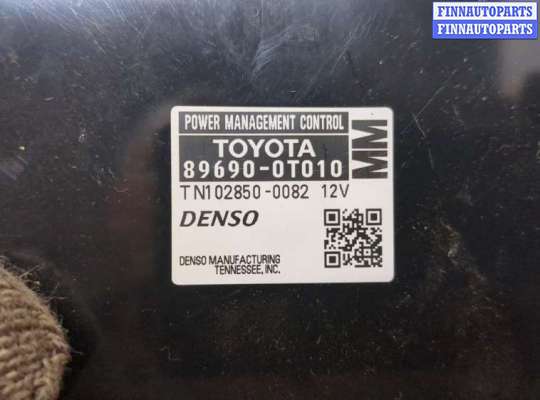 FINNAUTOPARTS
FINNAUTOPARTS
POWER MANAGEMENT CONTROL
TOYOTA
89690-0T010
MM
TN102850-0082 12V
DENSO
DENSO MANUFACTURING
TENNESSEE, INC.